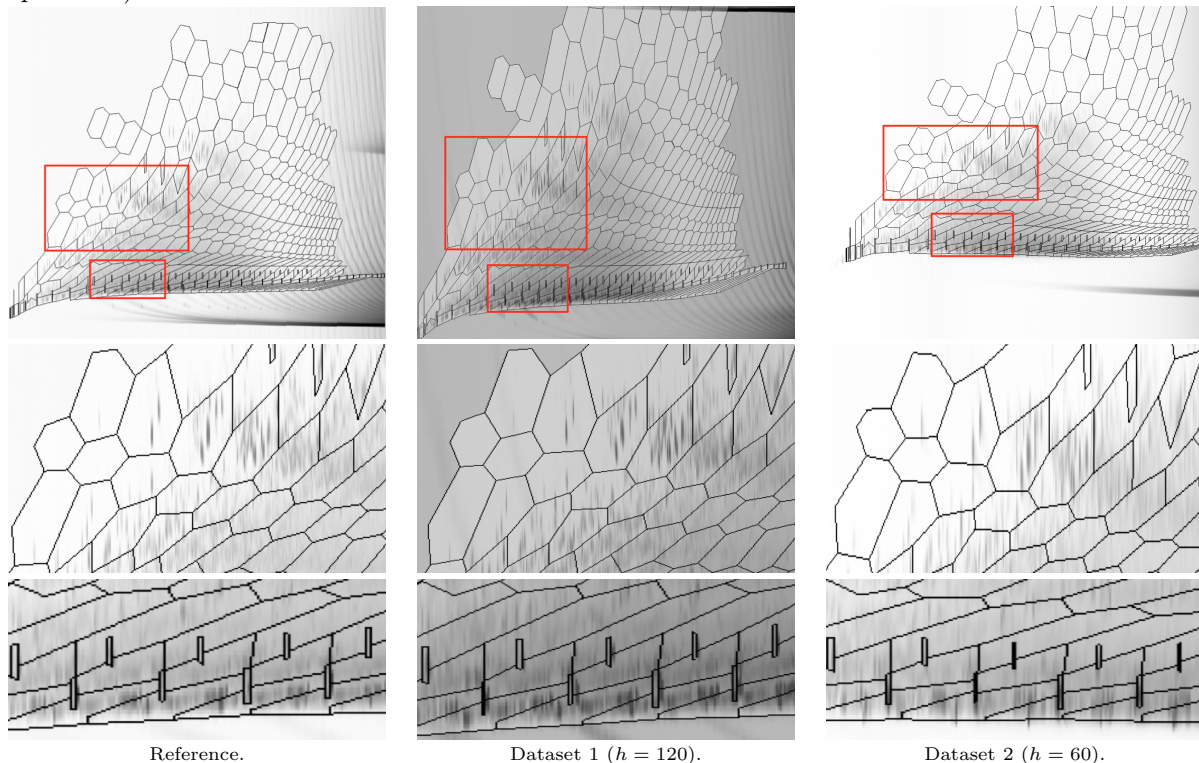 Reference.
Dataset 1 (h = 120).
Dataset 2 (h = 60).